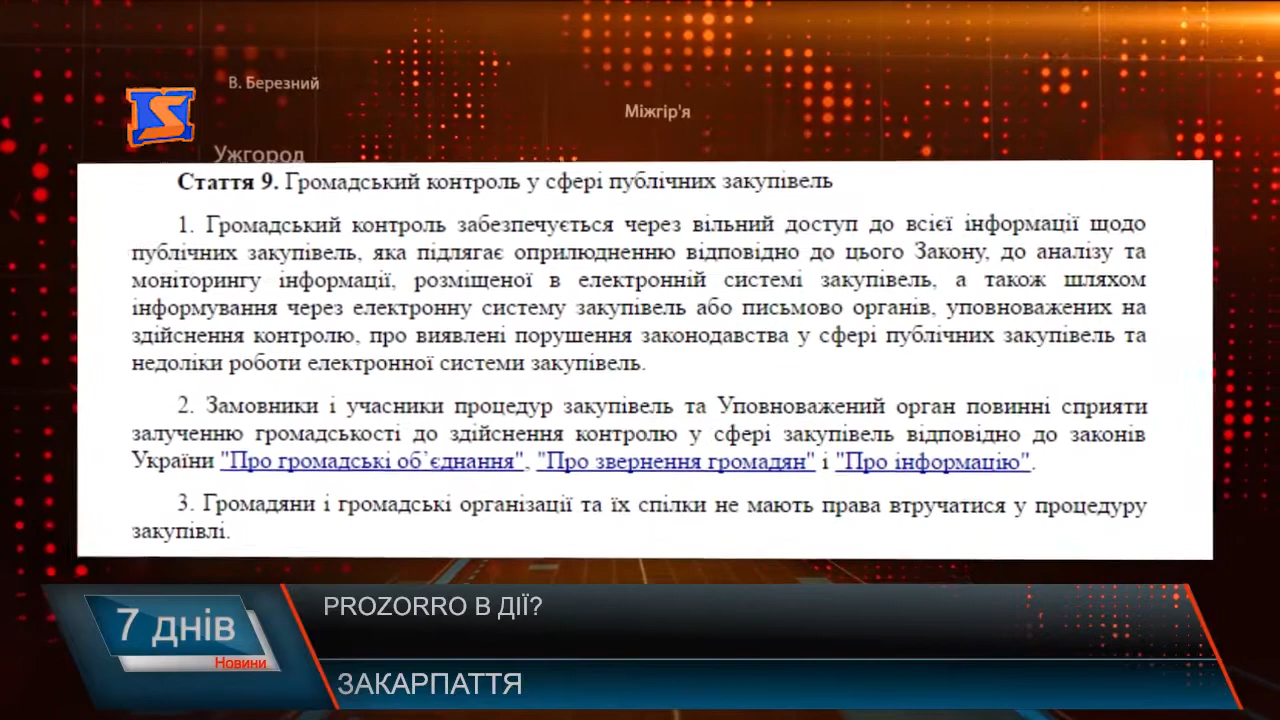 В. Березний
Міжгір'я
Ужгород
Стаття 9. Громадський контроль у сфері публічних закупівель
1. Громадський контроль забезпечується через вільний доступ до всієї інформації щодо
публічних закупівель, яка підлягає оприлюдненню відповідно до цього Закону, до аналізу та
моніторингу інформації, розміщеної в електронній системі закупівель, а також шляхом
інформування через електронну систему закупівель або письмово органів, уповноважених на
здійснення контролю, про виявлені порушення законодавства у сфері публічних закупівель та
недоліки роботи електронної системи закупівель.
2. Замовники і учасники процедур закупівель та Уповноважений орган повинні сприяти
залученню громадськості до здійснення контролю у сфері закупівель відповідно до законів
України "Про громадські об`єднання", "Про звернення громадян" і "Про інформацію".
3. Громадяни і громадські організації та їх спілки не мають права втручатися у процедуру
закупівлі.
7 днів
Новини
PROZORRO В ДІЇ?
ЗАКАРПАТТЯ